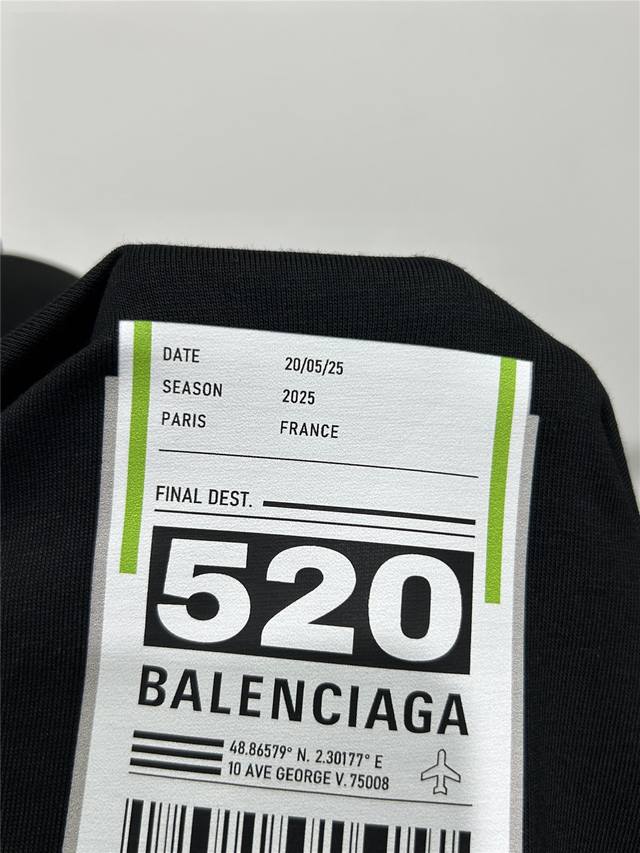 DATE 20/05/25
SEASON 2025
PARIS FRANCE
FINAL DEST.
520
BALENCIAGA
48.86579° N. 2.30177° E
10 AVE GEORGE V. 75008